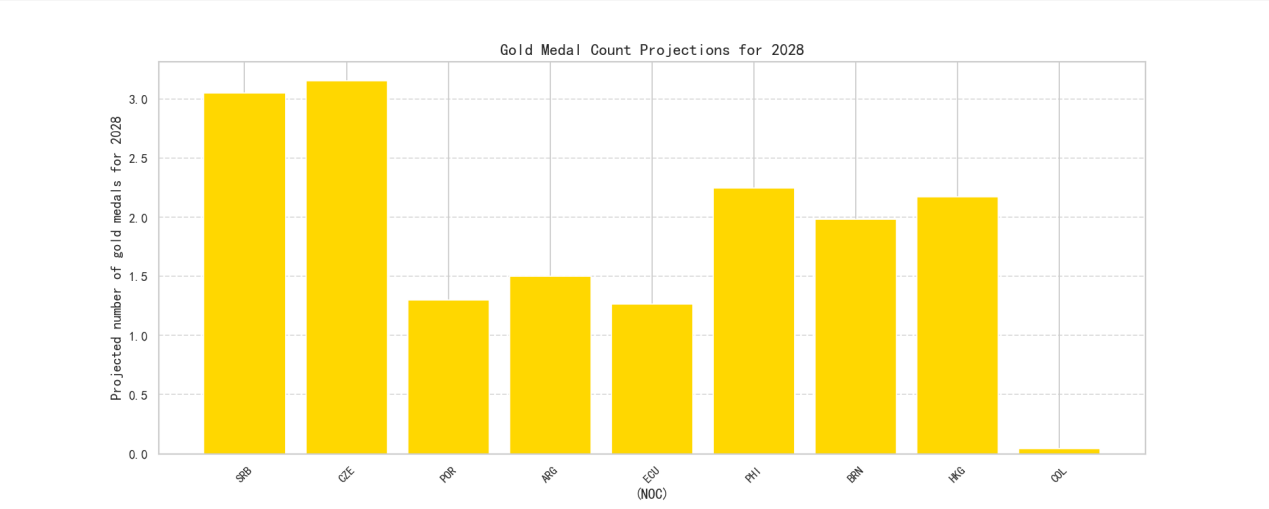 Gold Medal Count Projections for 2028
Projected number of gold medals for 2028
3.0
2.5
2.0
1.5
1.0
0.5
0.0
SRB
CZE
POR
ARG
ECU
PHI
BRN
HKG
COL
(NOC)